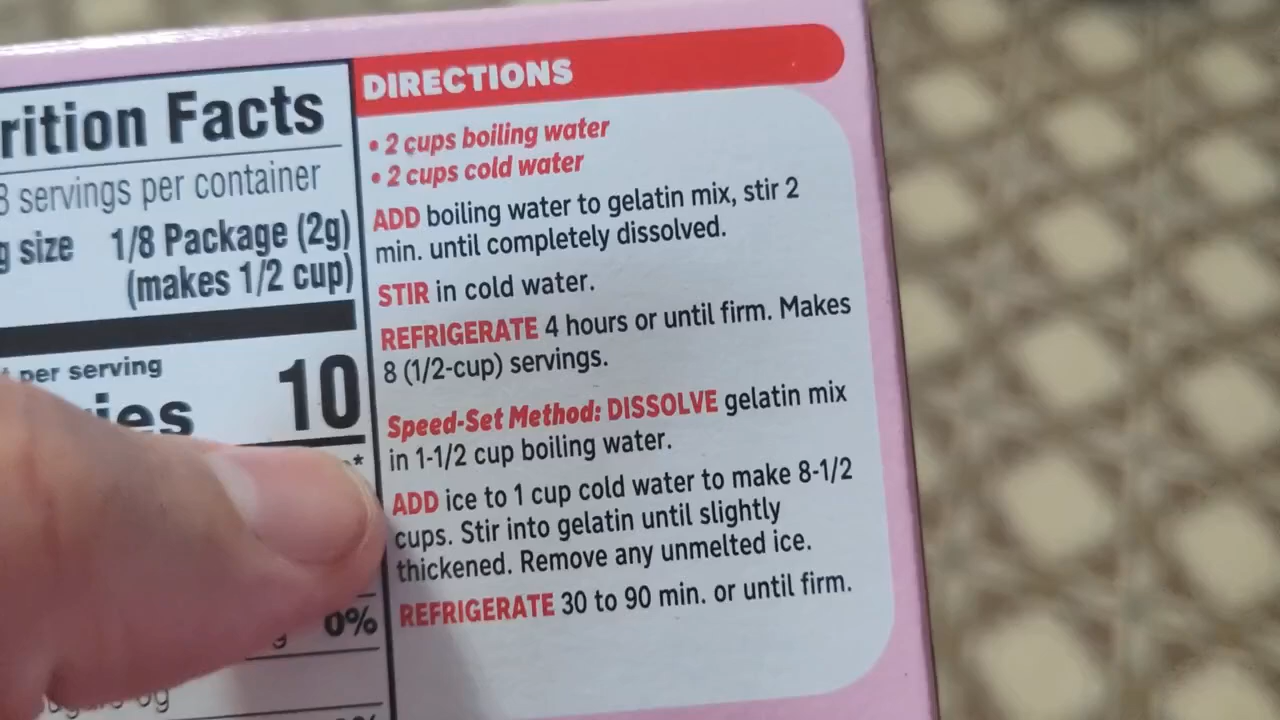 rition Facts
8 servings per container
g size 1/8 Package (2g)
(makes 1/2 cup)
per serving
ies 10
*
0%
DIRECTIONS
• 2 cups boiling water
• 2 cups cold water
ADD boiling water to gelatin mix, stir 2
min. until completely dissolved.
STIR in cold water.
REFRIGERATE 4 hours or until firm. Makes
8 (1/2-cup) servings.
Speed-Set Method: DISSOLVE gelatin mix
in 1-1/2 cup boiling water.
ADD ice to 1 cup cold water to make 8-1/2
cups. Stir into gelatin until slightly
thickened. Remove any unmelted ice.
REFRIGERATE 30 to 90 min. or until firm.